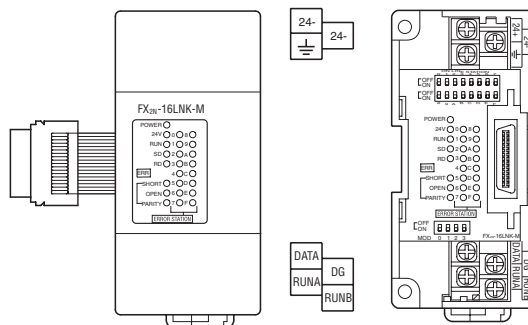 FX2N-16LNK-M
POWER
24V 0 8
RUN 1 9
SD 2 A
RD 3 B
ERR 4 C
SHORT 5 D
OPEN 6 E
PARITY 7 F
ERROR STATION
24-
24-
DATA
RUNA
DG
RUNB
24+
24-
OFF
ON
OFF
ON
POWER
24V 0 8
RUN 1 9
SD 2 A
RD 3 B
ERR 4 C
SHORT 5 D
OPEN 6 E
PARITY 7 F
ERROR STATION
OFF
ON
MOD 0 1 2 3
FX2N-16LNK-M
DATA
RUNA
DG